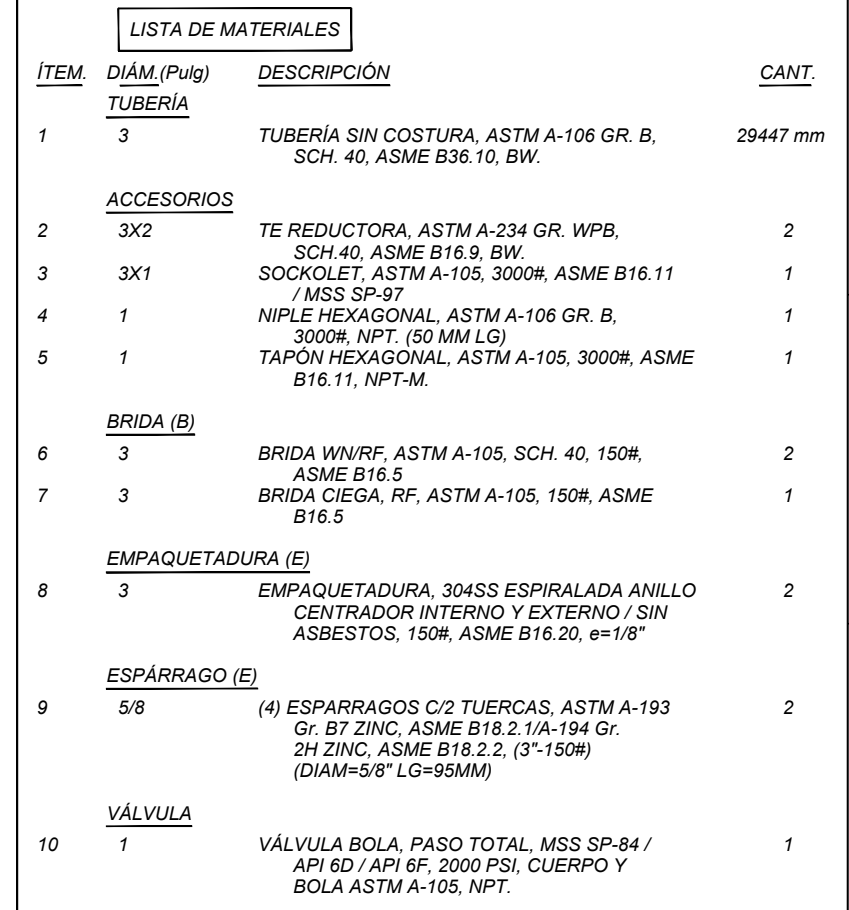 LISTA DE MATERIALES
ÍTEM. DIÁM.(Pulg) DESCRIPCIÓN CANT.
TUBERÍA
1 3 TUBERÍA SIN COSTURA, ASTM A-106 GR. B, 29447 mm
SCH. 40, ASME B36.10, BW.
ACCESORIOS
2 3X2 TE REDUCTORA, ASTM A-234 GR. WPB, 2
SCH.40, ASME B16.9, BW.
3 3X1 SOCKOLET, ASTM A-105, 3000#, ASME B16.11 1
/ MSS SP-97
4 1 NIPLE HEXAGONAL, ASTM A-106 GR. B, 1
3000#, NPT. (50 MM LG)
5 1 TAPÓN HEXAGONAL, ASTM A-105, 3000#, ASME 1
B16.11, NPT-M.
BRIDA (B)
6 3 BRIDA WN/RF, ASTM A-105, SCH. 40, 150#, 2
ASME B16.5
7 3 BRIDA CIEGA, RF, ASTM A-105, 150#, ASME 1
B16.5
EMPAQUETADURA (E)
8 3 EMPAQUETADURA, 304SS ESPIRALADA ANILLO 2
CENTRADOR INTERNO Y EXTERNO / SIN
ASBESTOS, 150#, ASME B16.20, e=1/8"
ESPÁRRAGO (E)
9 5/8 (4) ESPARRAGOS C/2 TUERCAS, ASTM A-193 2
Gr. B7 ZINC, ASME B18.2.1/A-194 Gr.
2H ZINC, ASME B18.2.2, (3"-150#)
(DIAM=5/8" LG=95MM)
VÁLVULA
10 1 VÁLVULA BOLA, PASO TOTAL, MSS SP-84 / 1
API 6D / API 6F, 2000 PSI, CUERPO Y
BOLA ASTM A-105, NPT.